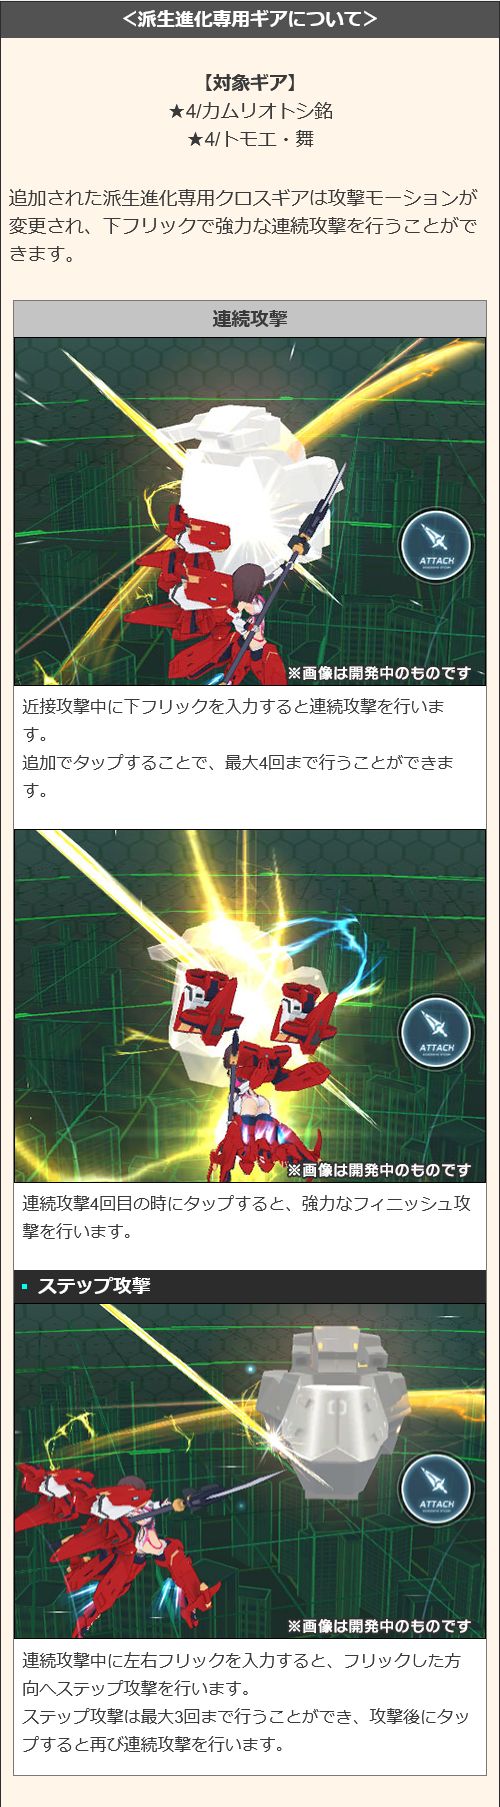 ＜派生進化専用ギアについて＞
【対象ギア】
★4/カムリオトシ銘
★4/トモエ・舞
追加された派生進化専用クロスギアは攻撃モーションが
変更され、下フリックで強力な連続攻撃を行うことがで
きます。
連続攻撃
ATTACK
※画像は開発中のものです
近接攻撃中に下フリックを入力すると連続攻撃を行いま
す。
追加でタップすることで、最大4回まで行うことができま
す。
ATTACK
※画像は開発中のものです
連続攻撃4回目の時にタップすると、強力なフィニッシュ攻
撃を行います。
ステップ攻撃
ATTACK
※画像は開発中のものです
連続攻撃中に左右フリックを入力すると、フリックした方
向へステップ攻撃を行います。
ステップ攻撃は最大3回まで行うことができ、攻撃後にタッ
プすると再び連続攻撃を行います。